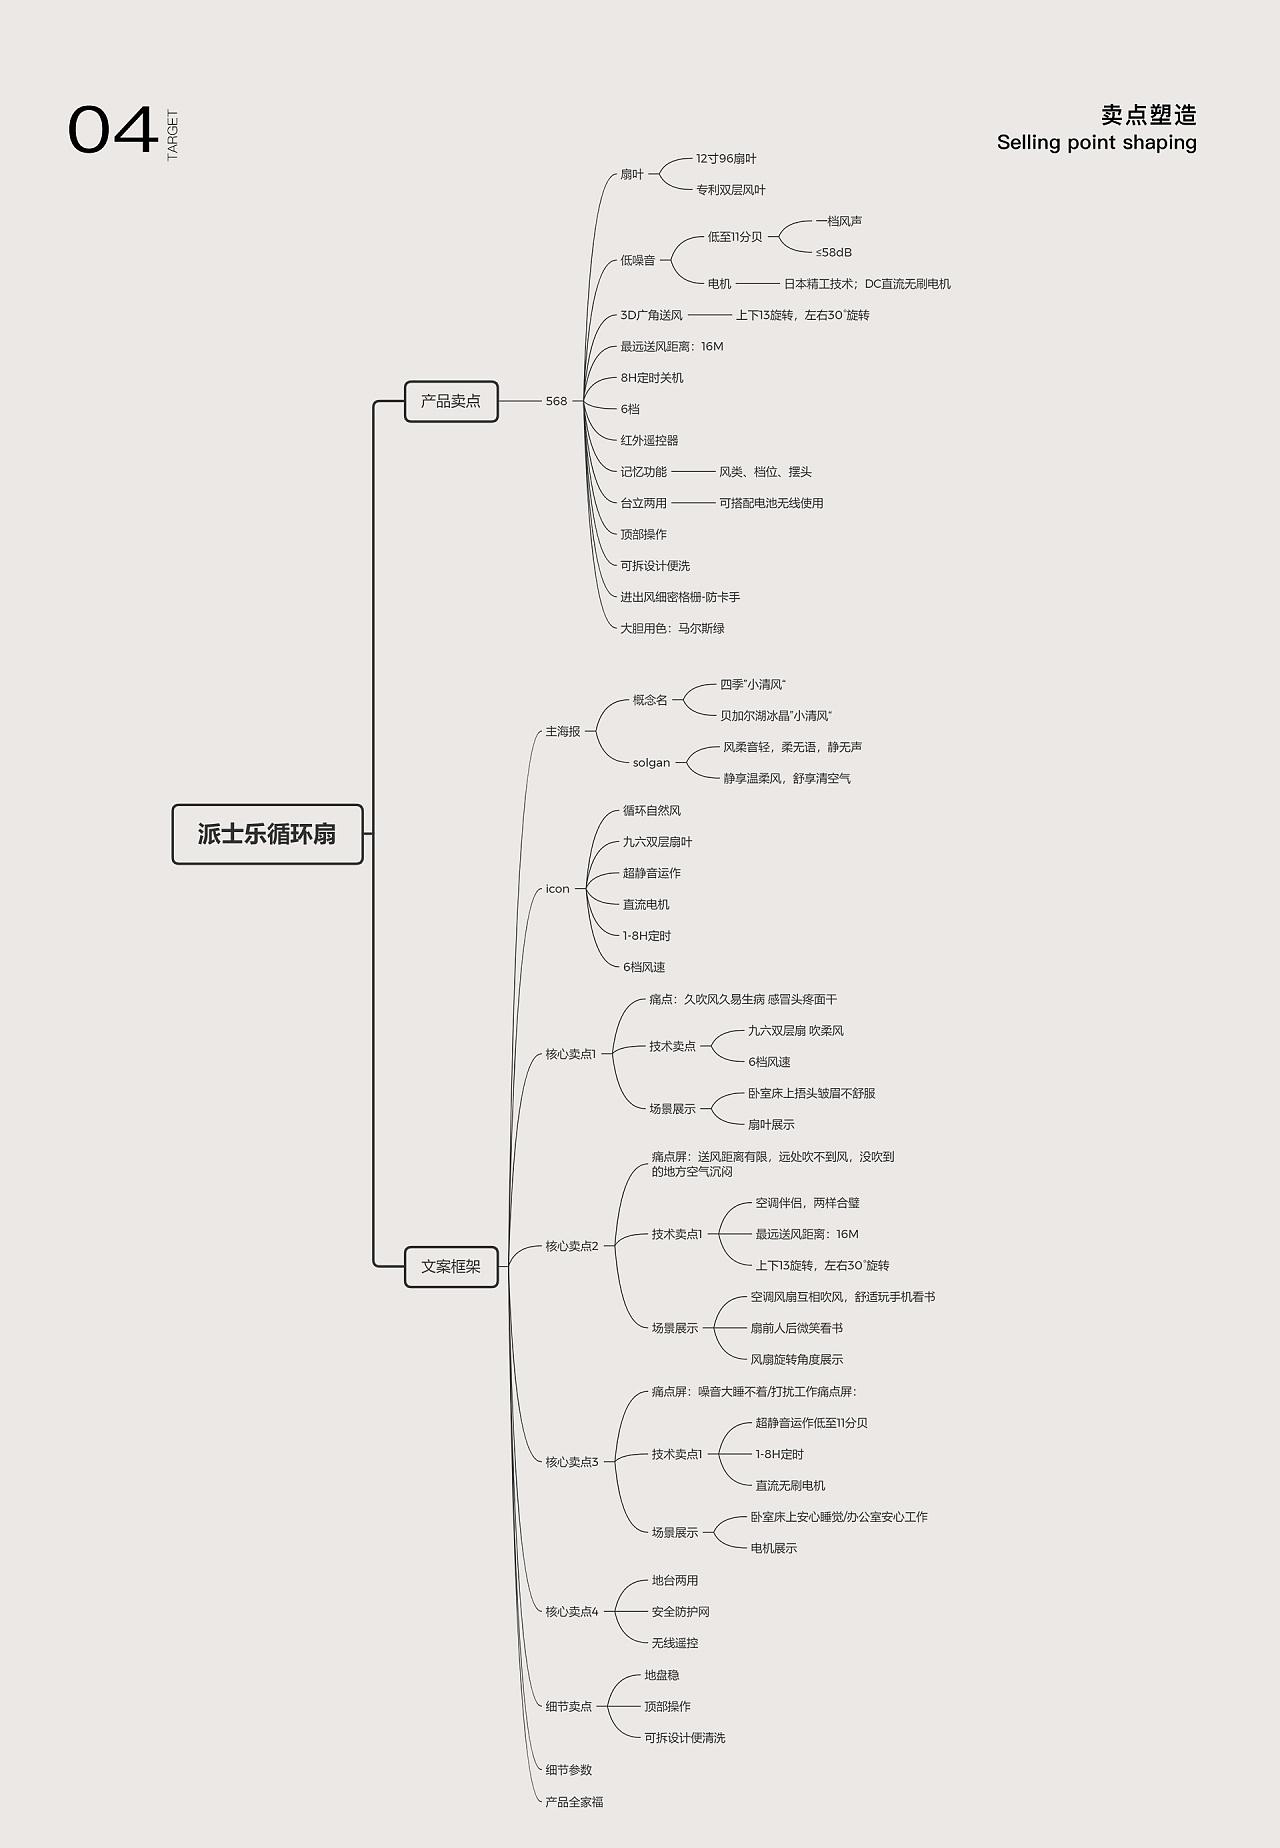 04
TARGET
卖点塑造
Selling point shaping
派士乐循环扇
产品卖点
568
扇叶
12寸96扇叶
专利双层风叶
低噪音
低至11分贝
一档风声
≤58dB
电机
日本精工技术；DC直流无刷电机
3D广角送风
上下13旋转，左右30°旋转
最远送风距离：16M
8H定时关机
6档
红外遥控器
记忆功能
风类、档位、摆头
台立两用
可搭配电池无线使用
顶部操作
可拆设计便洗
进出风细密格栅-防卡手
大胆用色：马尔斯绿
文案框架
主海报
概念名
四季"小清风"
贝加尔湖冰晶"小清风"
solgan
风柔音轻，柔无语，静无声
静享温柔风，舒享清空气
icon
循环自然风
九六双层扇叶
超静音运作
直流电机
1-8H定时
6档风速
核心卖点1
痛点：久吹风久易生病 感冒头疼面干
技术卖点
九六双层扇 吹柔风
6档风速
场景展示
卧室床上捂头皱眉不舒服
扇叶展示
核心卖点2
痛点屏：送风距离有限，远处吹不到风，没吹到
的地方空气沉闷
技术卖点1
空调伴侣，两样合璧
最远送风距离：16M
上下13旋转，左右30°旋转
场景展示
空调风扇互相吹风，舒适玩手机看书
扇前人后微笑看书
风扇旋转角度展示
核心卖点3
痛点屏：噪音大睡不着/打扰工作痛点屏：
技术卖点1
超静音运作低至11分贝
1-8H定时
直流无刷电机
场景展示
卧室床上安心睡觉/办公室安心工作
电机展示
核心卖点4
地台两用
安全防护网
无线遥控
细节卖点
地盘稳
顶部操作
可拆设计便清洗
细节参数
产品全家福